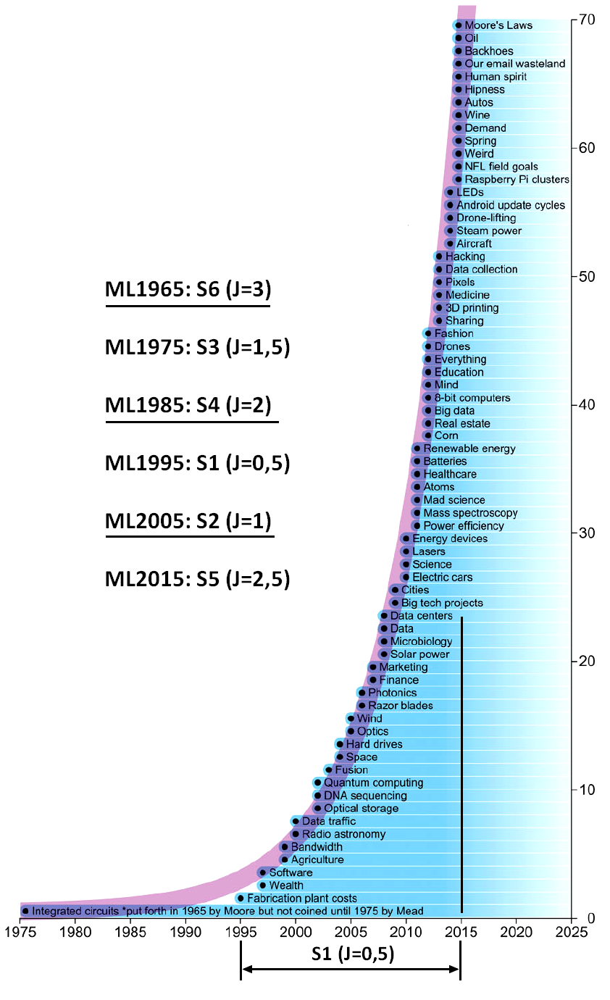 70
Moore's Laws
Oil
Backhoes
Our email wasteland
Human spirit
Hipness
Autos
Wine
Demand
Spring
60
Weird
NFL field goals
Raspberry Pi clusters
LEDs
Android update cycles
Drone-lifting
Steam power
Aircraft
Hacking
50
Data collection
Pixels
ML1965: S6 (J=3)
Medicine
3D printing
Sharing
Fashion
ML1975: S3 (J=1,5)
Drones
Everything
Education
Mind
8-bit computers
40
ML1985: S4 (J=2)
Big data
Real estate
Corn
Renewable energy
ML1995: S1 (J=0,5)
Batteries
Healthcare
Atoms
Mad science
Mass spectroscopy
ML2005: S2 (J=1)
Power efficiency
30
Energy devices
Lasers
Science
ML2015: S5 (J=2,5)
Electric cars
Cities
Big tech projects
Data centers
Data
Microbiology
Solar power
20
Marketing
Finance
Photonics
Razor blades
Wind
Optics
Hard drives
Space
Fusion
10
Quantum computing
DNA sequencing
Optical storage
Data traffic
Radio astronomy
Bandwidth
Agriculture
Software
Wealth
Fabrication plant costs
Integrated circuits *put forth in 1965 by Moore but not coined until 1975 by Mead
0
1975 1980 1985 1990 1995 2000 2005 2010 2015 2020 2025
S1 (J=0,5)